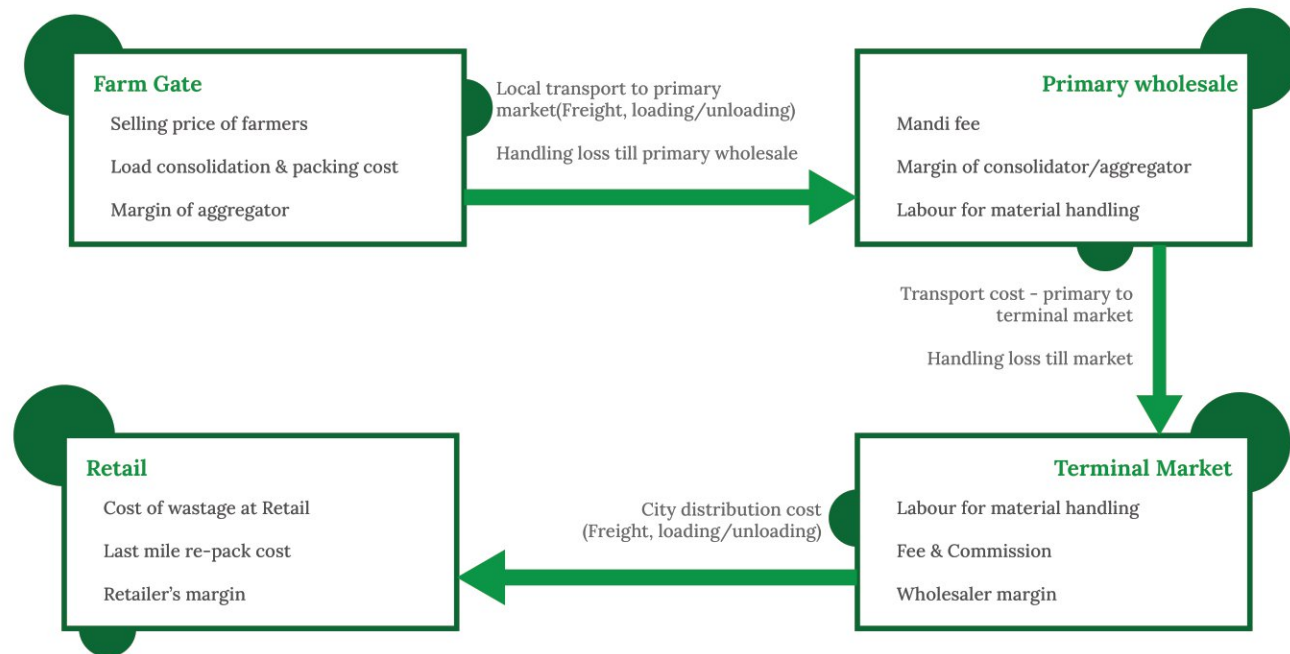 Farm Gate
Selling price of farmers
Load consolidation & packing cost
Margin of aggregator
Local transport to primary
market(Freight, loading/unloading)
Handling loss till primary wholesale
Primary wholesale
Mandi fee
Margin of consolidator/aggregator
Labour for material handling
Transport cost - primary to
terminal market
Handling loss till market
Terminal Market
Labour for material handling
Fee & Commission
Wholesaler margin
City distribution cost
(Freight, loading/unloading)
Retail
Cost of wastage at Retail
Last mile re-pack cost
Retailer’s margin